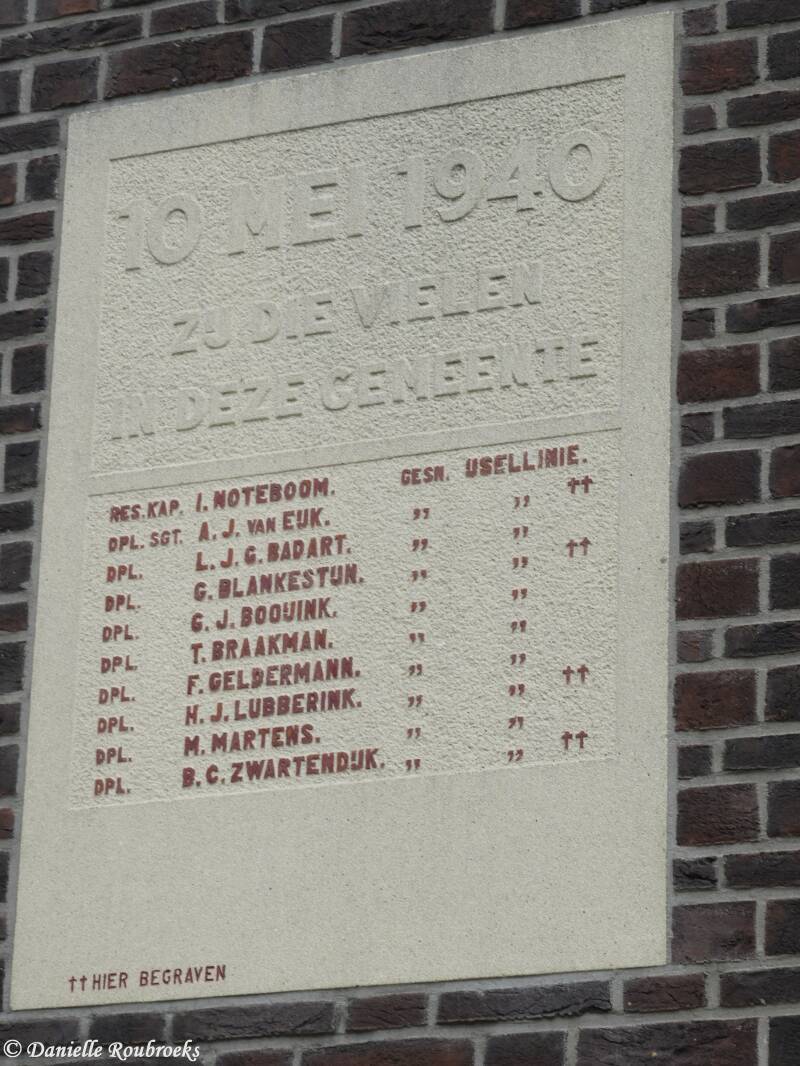 10 MEI 1940
ZIJ DIE VIELEN
IN DEZE GEMEENTE
RES.KAP. I. NOTEBOOM. GESN. IJSELLINIE.
DPL. SGT. A. J. VAN EIJK. ,, ,, ††
DPL. L. J. G. BADART. ,, ,,
DPL. G. BLANKESTIJN. ,, ,, ††
DPL. G. J. BOOIJINK. ,, ,,
DPL. T. BRAAKMAN. ,, ,,
DPL. F. GELDERMANN. ,, ,,
DPL. H. J. LUBBERINK. ,, ,, ††
DPL. M. MARTENS. ,, ,,
DPL. B. C. ZWARTENDIJK. ,, ,, ††
†† HIER BEGRAVEN
© Danielle Roubroeks